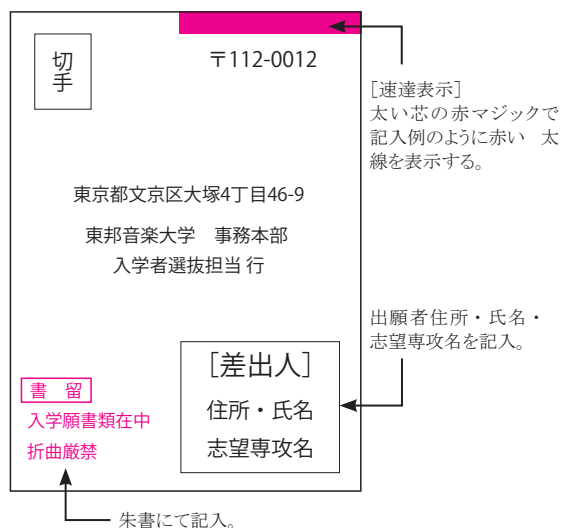 切手
〒112-0012
[速達表示]
太い芯の赤マジックで
記入例のように赤い 太
線を表示する。
東京都文京区大塚4丁目46-9
東邦音楽大学 事務本部
入学者選抜担当 行
出願者住所・氏名・
志望専攻名を記入。
[差出人]
住所・氏名
志望専攻名
書 留
入学願書類在中
折曲厳禁
朱書にて記入。